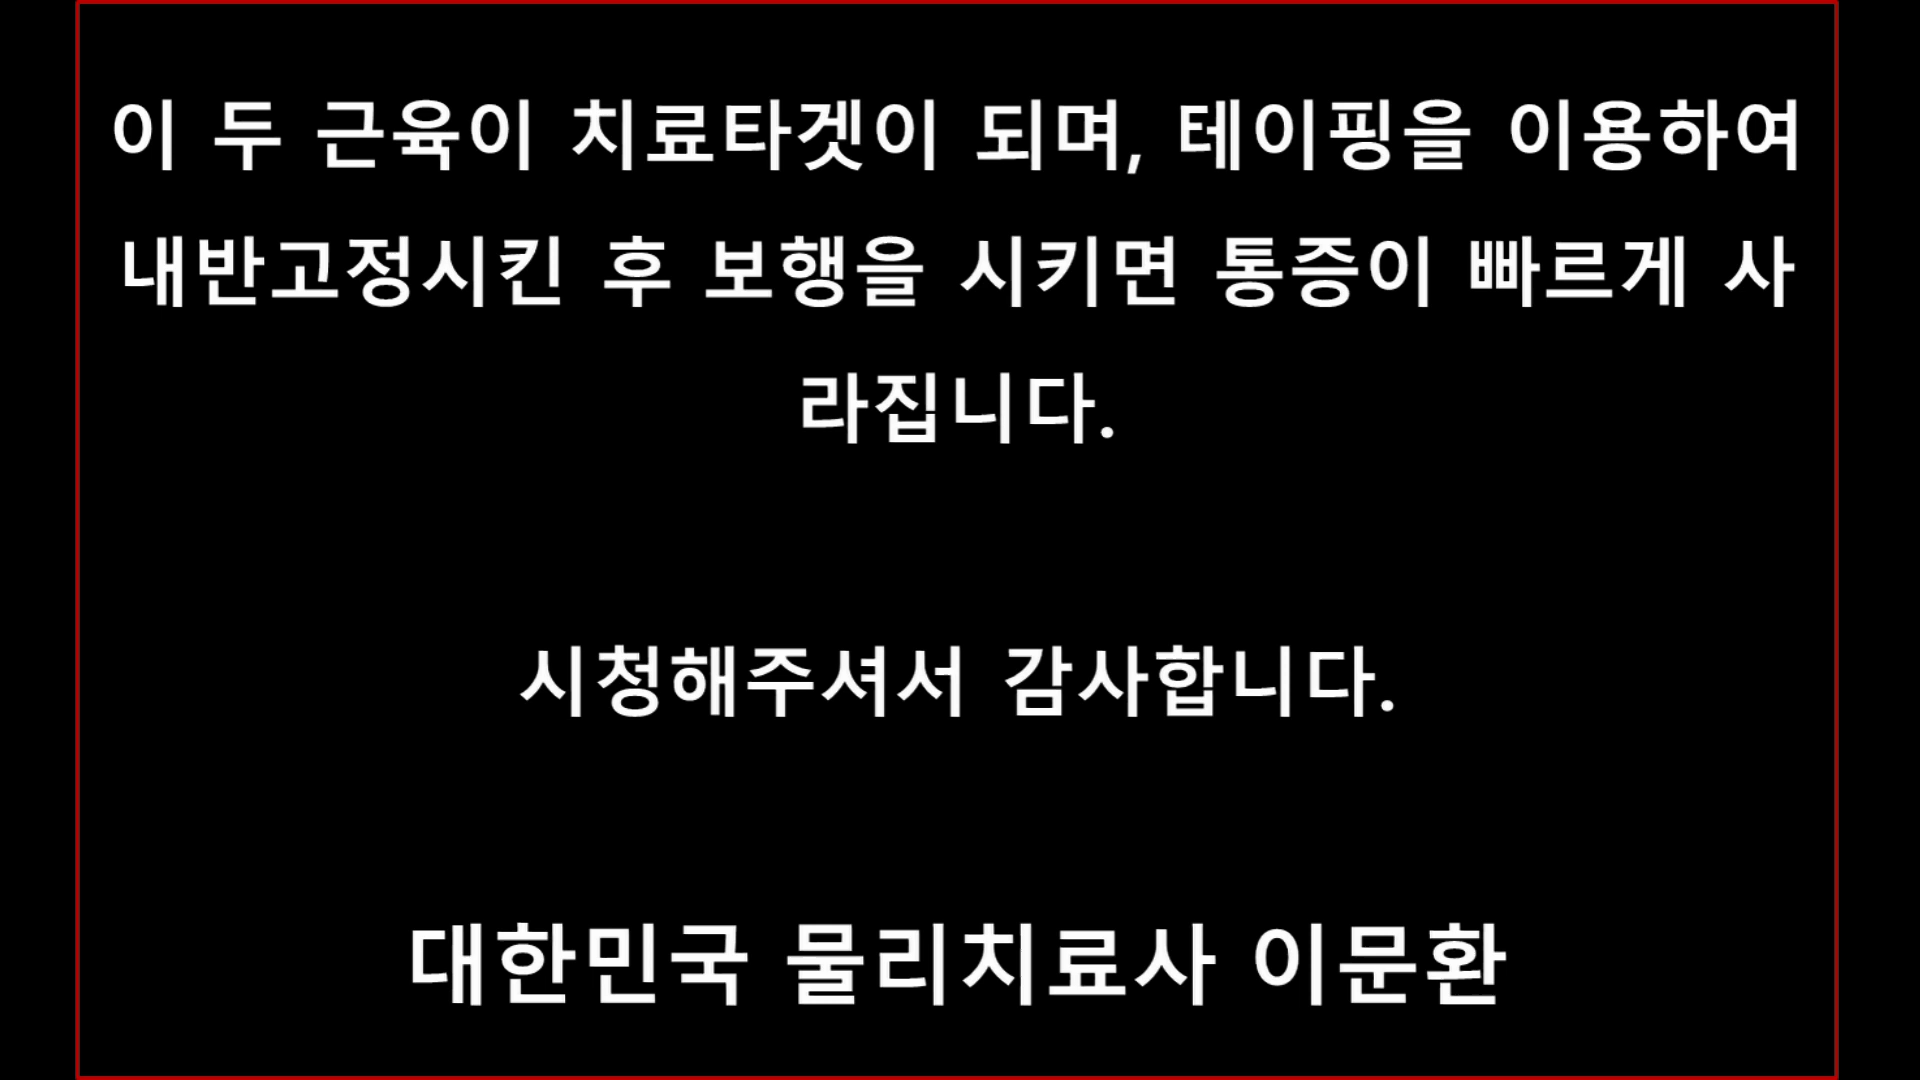 이 두 근육이 치료타겟이 되며, 테이핑을 이용하여
내반고정시킨 후 보행을 시키면 통증이 빠르게 사
라집니다.
시청해주셔서 감사합니다.
대한민국 물리치료사 이문환